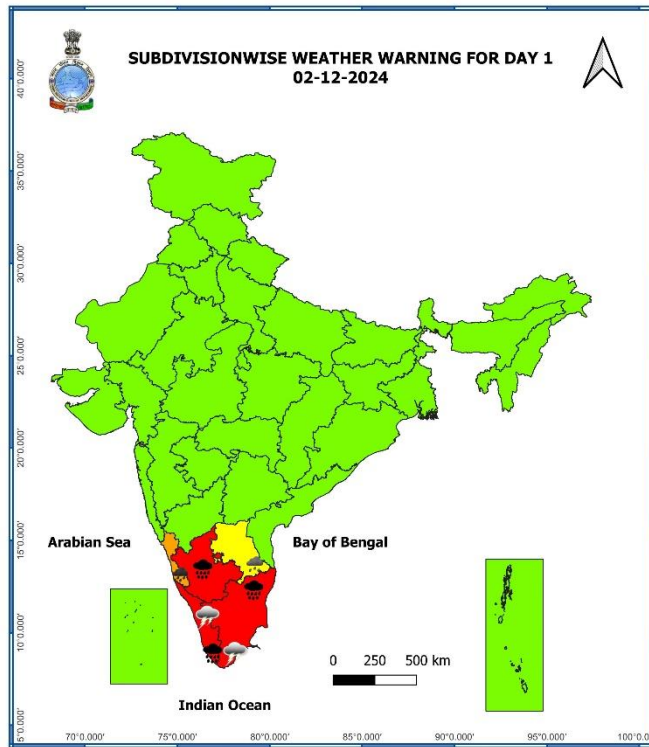 SUBDIVISIONWISE WEATHER WARNING FOR DAY 1
02-12-2024
40°0.000'
35°0.000'
30°0.000'
25°0.000'
20°0.000'
15°0.000'
10°0.000'
5°0.000'
Arabian Sea
Bay of Bengal
0 250 500 km
Indian Ocean
70°0.000' 75°0.000' 80°0.000' 85°0.000' 90°0.000' 95°0.000' 100°0.0